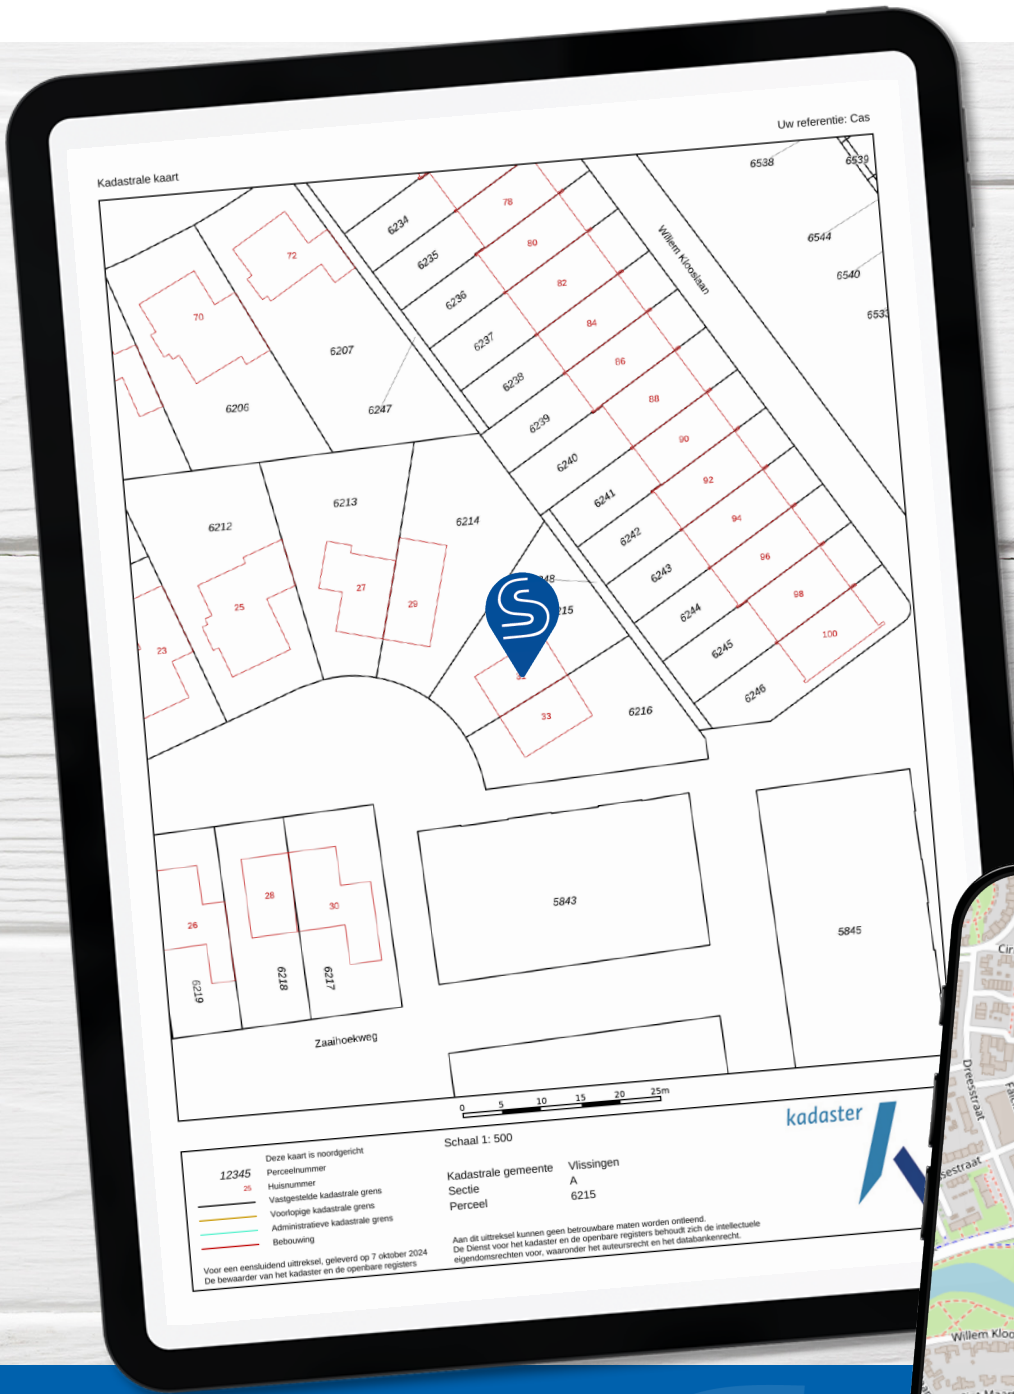 Uw referentie: Cas
Kadastrale kaart
6538
6539
6544
6540
Willem Klooslaan
6234
6235
6236
6237
6238
6239
6240
6241
6242
6243
6244
6245
6246
78
80
82
84
86
88
90
92
94
96
98
100
72
70
6207
6206
6247
6212
6213
6214
25
27
29
23
33
6216
5843
5845
26
28
30
6219
6218
6217
Zaaihoekweg
0 5 10 15 20 25m
Schaal 1: 500
kadaster
Deze kaart is noordgericht
12345 Perceelnummer
25 Huisnummer
Vastgestelde kadastrale grens
Voorlopige kadastrale grens
Administratieve kadastrale grens
Bebouwing
Kadastrale gemeente Vlissingen
Sectie A
Perceel 6215
Voor een eensluidend uittreksel, geleverd op 7 oktober 2024
De bewaarder van het kadaster en de openbare registers
Aan dit uittreksel kunnen geen betrouwbare maten worden ontleend.
De Dienst voor het kadaster en de openbare registers behoudt zich de intellectuele
eigendomsrechten voor, waaronder het auteursrecht en het databankenrecht.
Dreesstraat
Willem Kloo